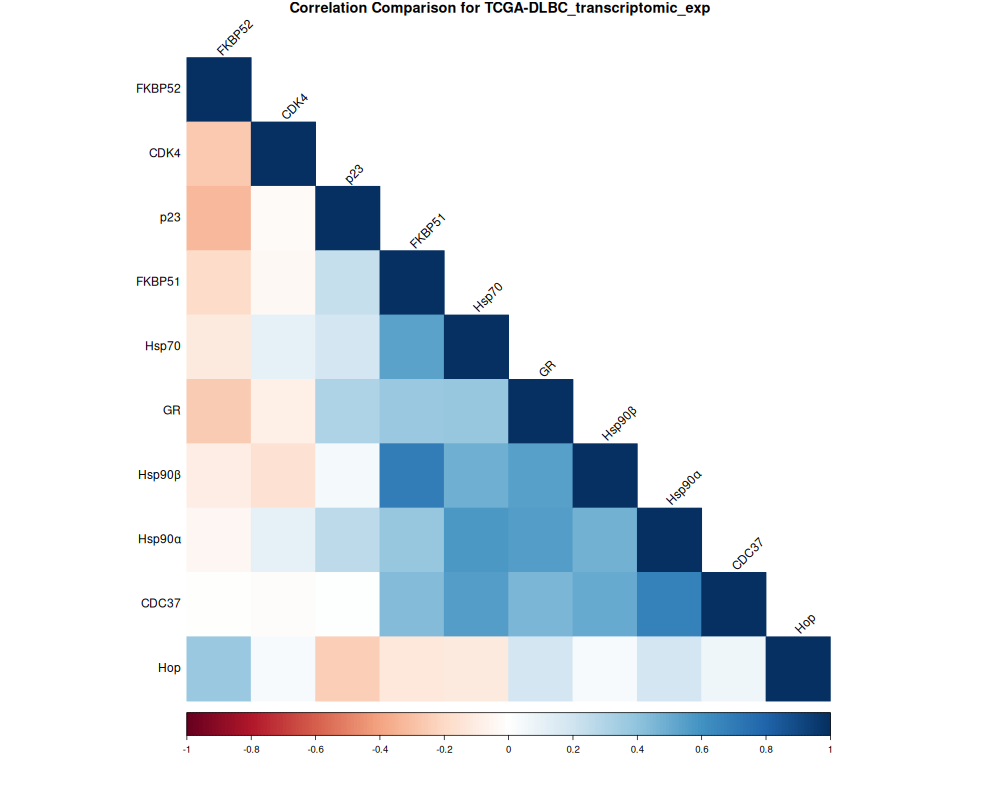 Correlation Comparison for TCGA-DLBC_transcriptomic_exp
FKBP52
FKBP52
CDK4
CDK4
p23
p23
FKBP51
FKBP51
Hsp70
Hsp70
GR
GR
Hsp90β
Hsp90β
Hsp90α
Hsp90α
CDC37
CDC37
Hop
Hop
-1 -0.8 -0.6 -0.4 -0.2 0 0.2 0.4 0.6 0.8 1